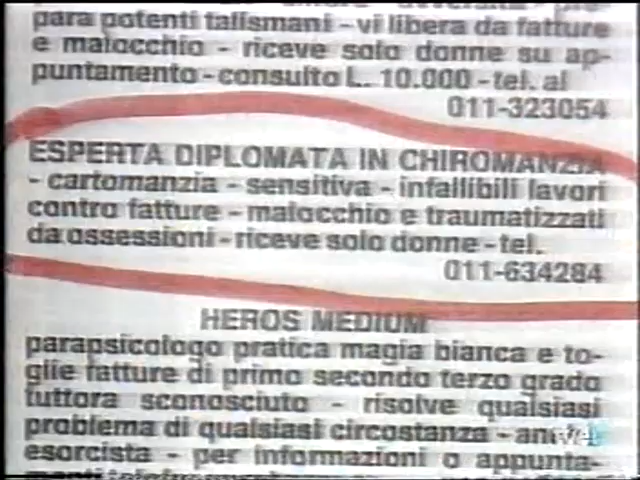 para potenti talismani - vi libera da fatture
e malocchio - riceve solo donne su ap-
puntamento - consulto L. 10.000 - tel. al
011-323054
ESPERTA DIPLOMATA IN CHIROMANZIA
- cartomanzia - sensitiva - infallibili lavori
contro fatture - malocchio e traumatizzati
da ossessioni - riceve solo donne - tel.
011-634284
HEROS MEDIUM
parapsicologo pratica magia bianca e to-
glie fatture di primo secondo terzo grado
tuttora sconosciuto - risolve qualsiasi
problema di qualsiasi circostanza -
esorcista - per informazioni o appunta-